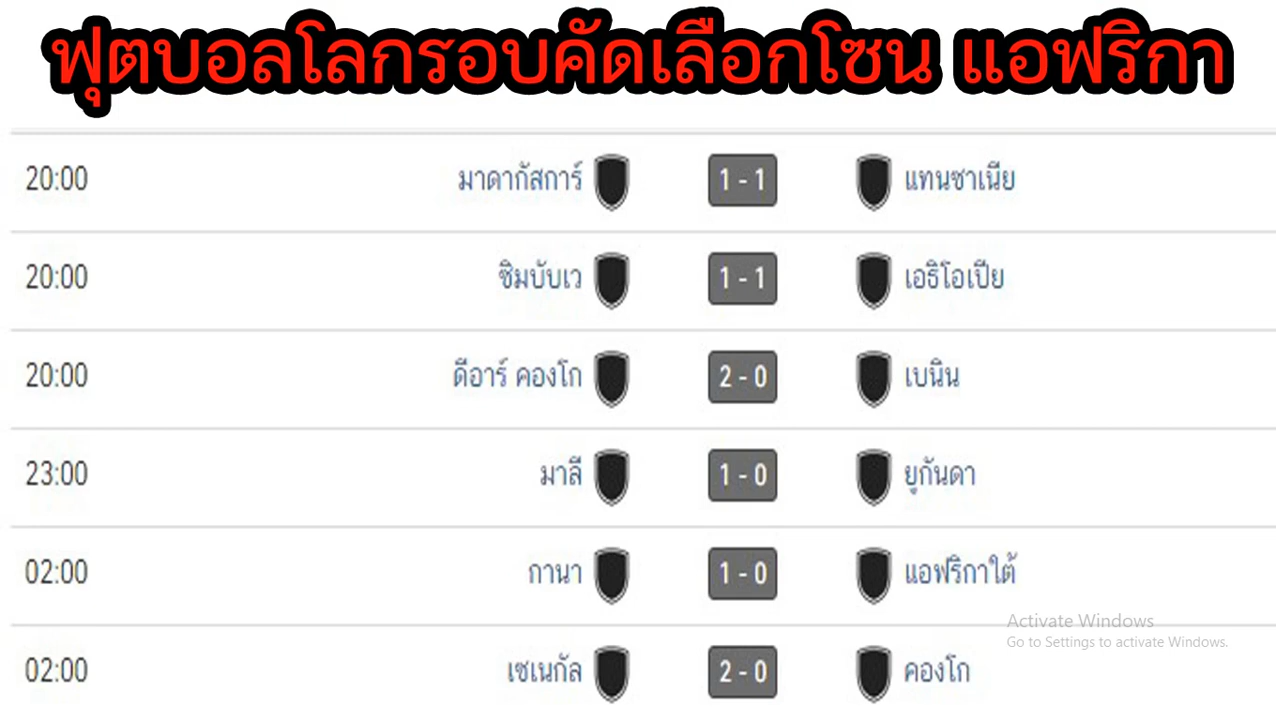 ฟุตบอลโลกรอบคัดเลือกโซน แอฟริกา
20:00 มาดากัสการ์ 1 - 1 แทนซาเนีย
20:00 ซิมบับเว 1 - 1 เอธิโอเปีย
20:00 ดีอาร์ คองโก 2 - 0 เบนิน
23:00 มาลี 1 - 0 ยูกันดา
02:00 กานา 1 - 0 แอฟริกาใต้
Activate Windows
Go to Settings to activate Windows.
02:00 เซเนกัล 2 - 0 คองโก